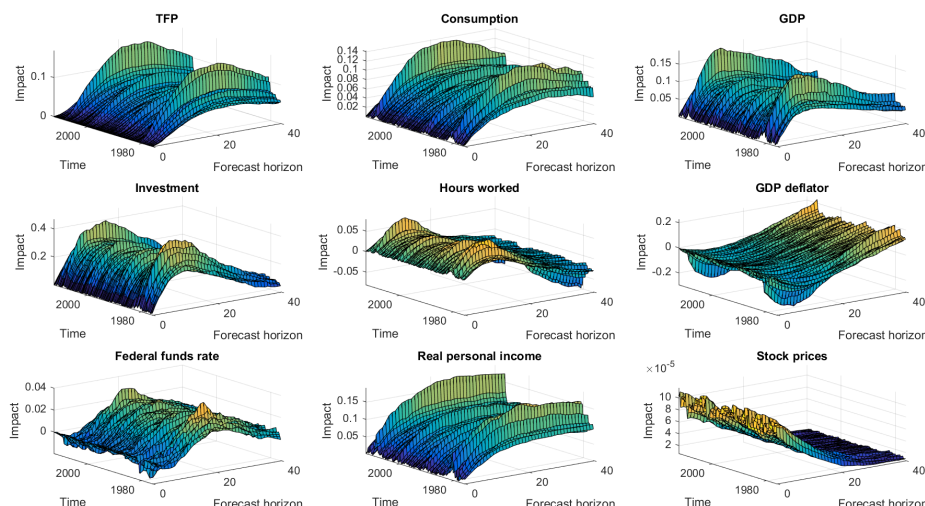 TFP
Impact
0.1
0
2000
1980
Time
0
20
40
Forecast horizon
Consumption
Impact
0.14
0.12
0.1
0.08
0.06
0.04
0.02
2000
1980
Time
0
20
40
Forecast horizon
GDP
Impact
0.15
0.1
0.05
2000
1980
Time
0
20
40
Forecast horizon
Investment
Impact
0.4
0.2
2000
1980
Time
0
20
40
Forecast horizon
Hours worked
Impact
0.05
0
-0.05
2000
1980
Time
0
20
40
Forecast horizon
GDP deflator
Impact
0.2
0
-0.2
2000
1980
Time
0
20
40
Forecast horizon
Federal funds rate
Impact
0.04
0.02
0
2000
1980
Time
0
20
40
Forecast horizon
Real personal income
Impact
0.15
0.1
0.05
2000
1980
Time
0
20
40
Forecast horizon
Stock prices
× 10⁻⁵
Impact
10
8
6
4
2
2000
1980
Time
0
20
40
Forecast horizon